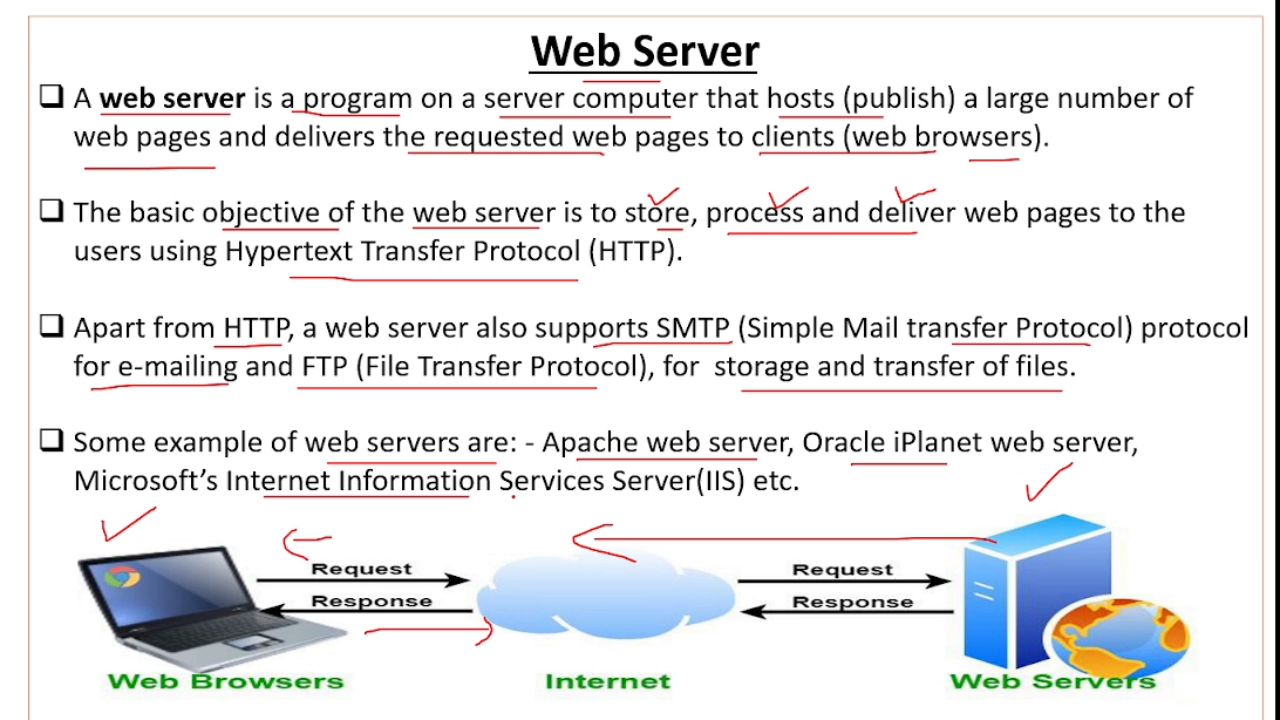 Web Server
❑ A web server is a program on a server computer that hosts (publish) a large number of
web pages and delivers the requested web pages to clients (web browsers).
❑ The basic objective of the web server is to store, process and deliver web pages to the
users using Hypertext Transfer Protocol (HTTP).
❑ Apart from HTTP, a web server also supports SMTP (Simple Mail transfer Protocol) protocol
for e-mailing and FTP (File Transfer Protocol), for storage and transfer of files.
❑ Some example of web servers are: - Apache web server, Oracle iPlanet web server,
Microsoft’s Internet Information Services Server(IIS) etc.
Request Request
Response Response
Web Browsers Internet Web Servers